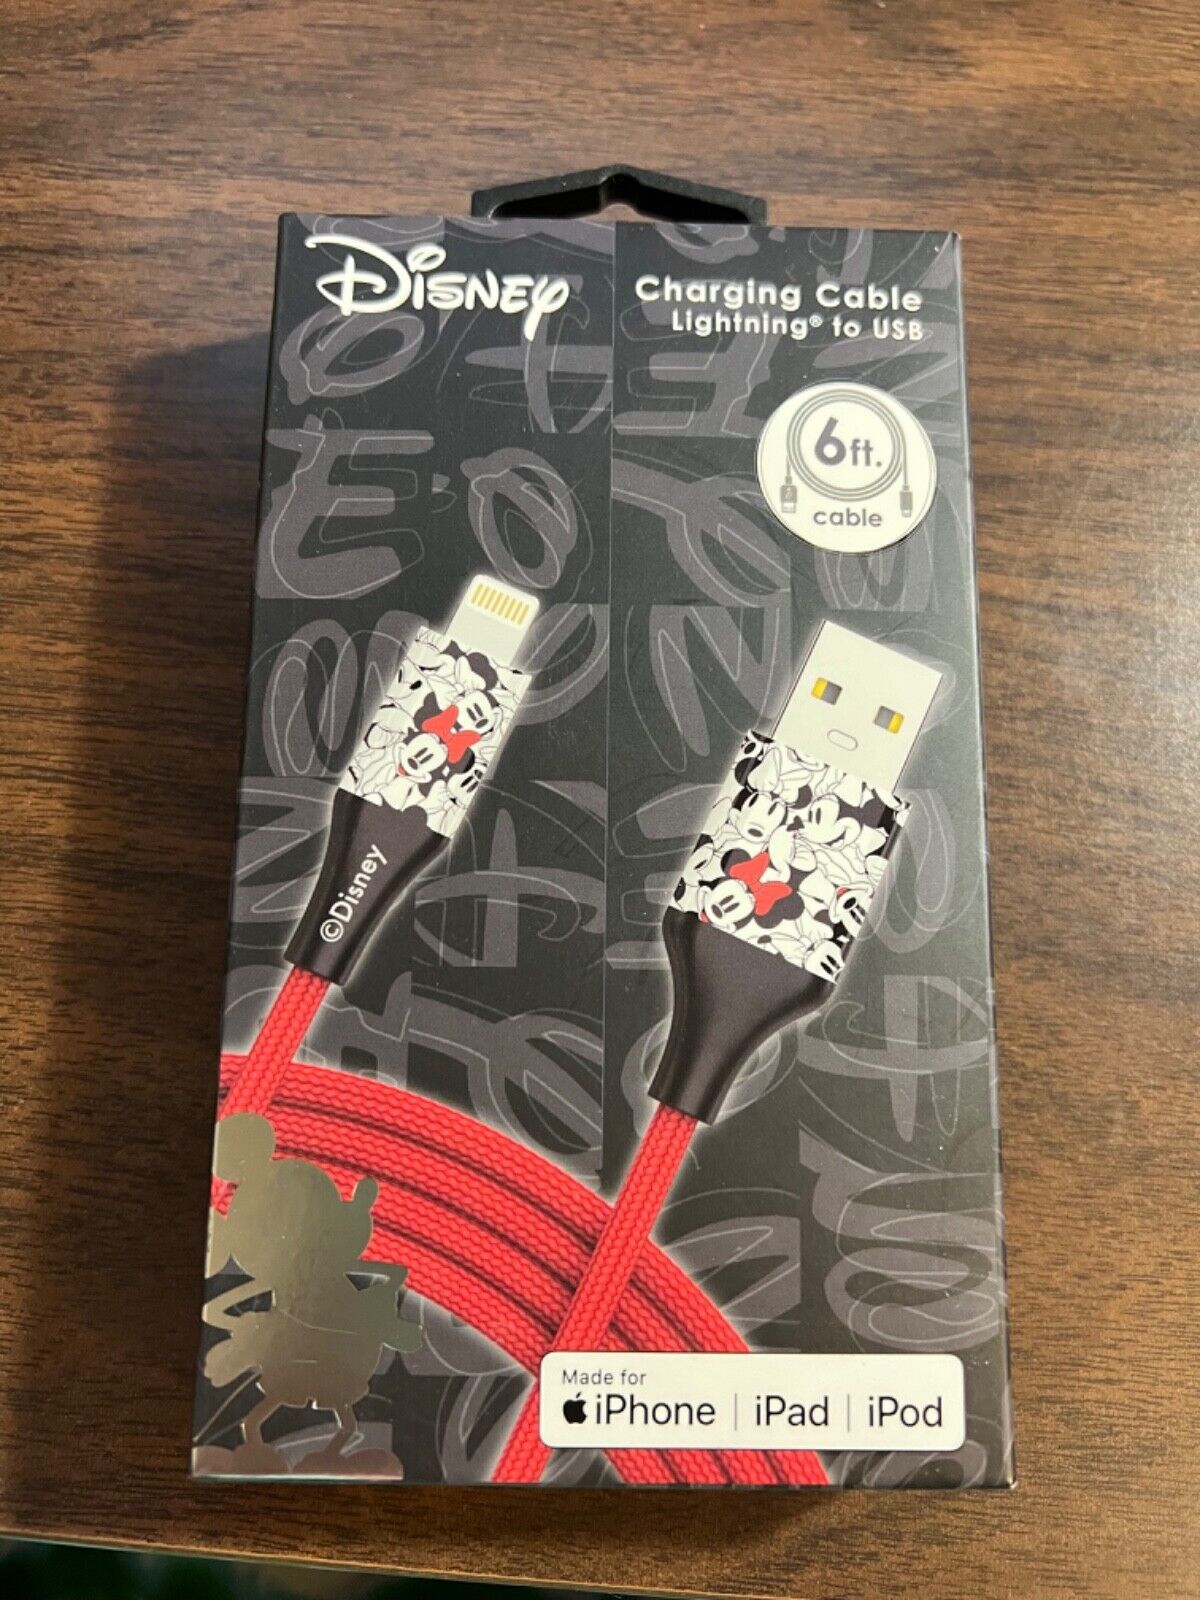 Disney
Charging Cable
Lightning® to USB
6ft.
cable
©Disney
Made for
iPhone | iPad | iPod